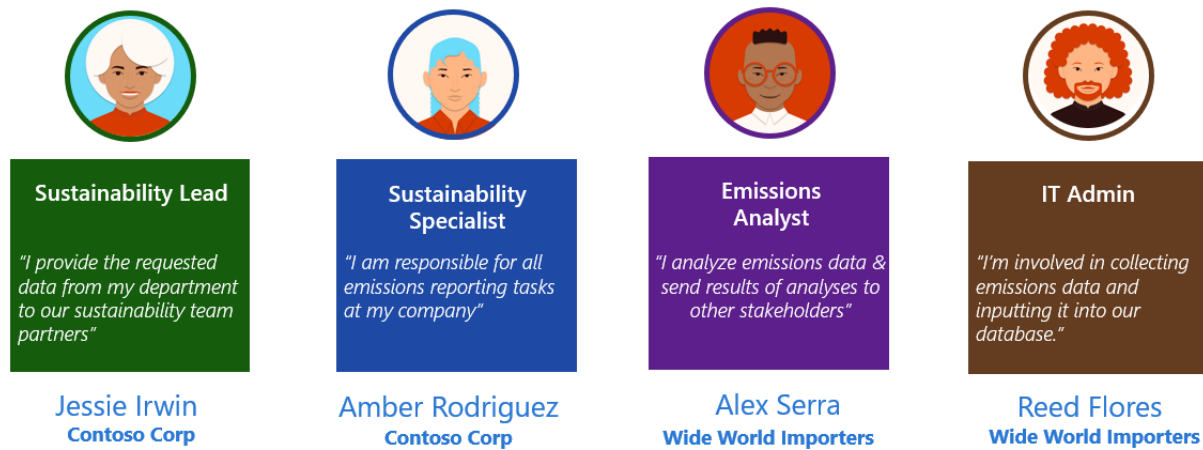 Sustainability Lead
“I provide the requested
data from my department
to our sustainability team
partners”
Jessie Irwin
Contoso Corp
Sustainability
Specialist
“I am responsible for all
emissions reporting tasks
at my company”
Amber Rodriguez
Contoso Corp
Emissions
Analyst
“I analyze emissions data &
send results of analyses to
other stakeholders”
Alex Serra
Wide World Importers
IT Admin
“I’m involved in collecting
emissions data and
inputting it into our
database.”
Reed Flores
Wide World Importers